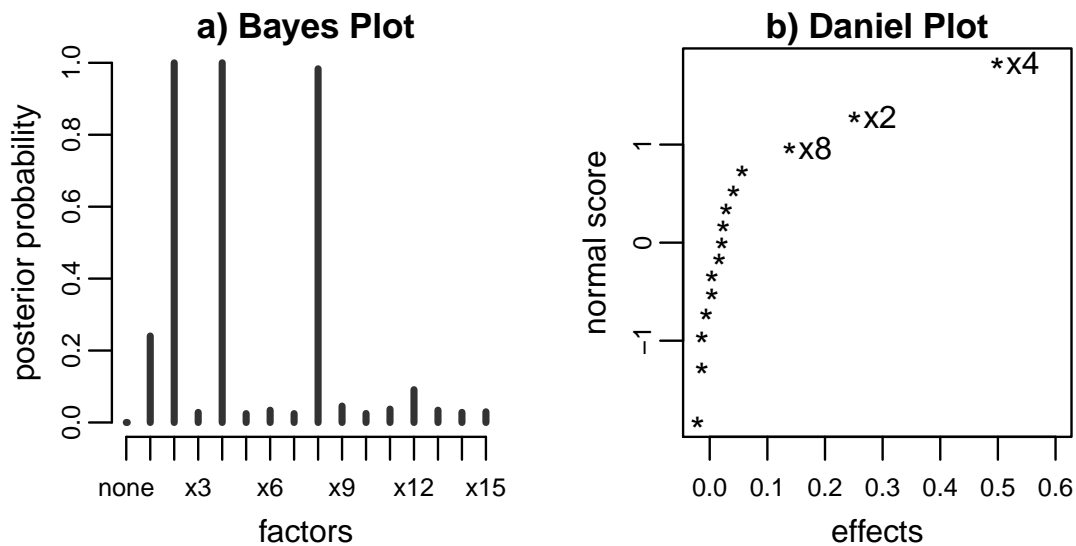 a) Bayes Plot
posterior probability
1.0
0.8
0.6
0.4
0.2
0.0
none x3 x6 x9 x12 x15
factors
b) Daniel Plot
normal score
1
0
−1
*x4
*x2
*x8
0.0 0.1 0.2 0.3 0.4 0.5 0.6
effects